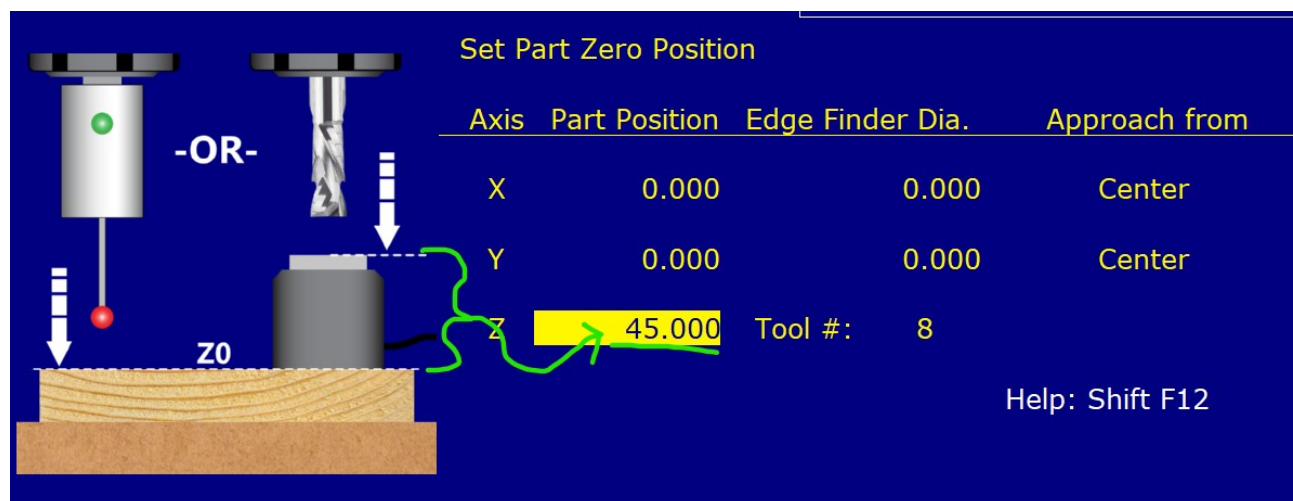 Set Part Zero Position
Axis Part Position Edge Finder Dia. Approach from
-OR-
X 0.000 0.000 Center
Y 0.000 0.000 Center
Z 45.000 Tool #: 8
Z0
Help: Shift F12